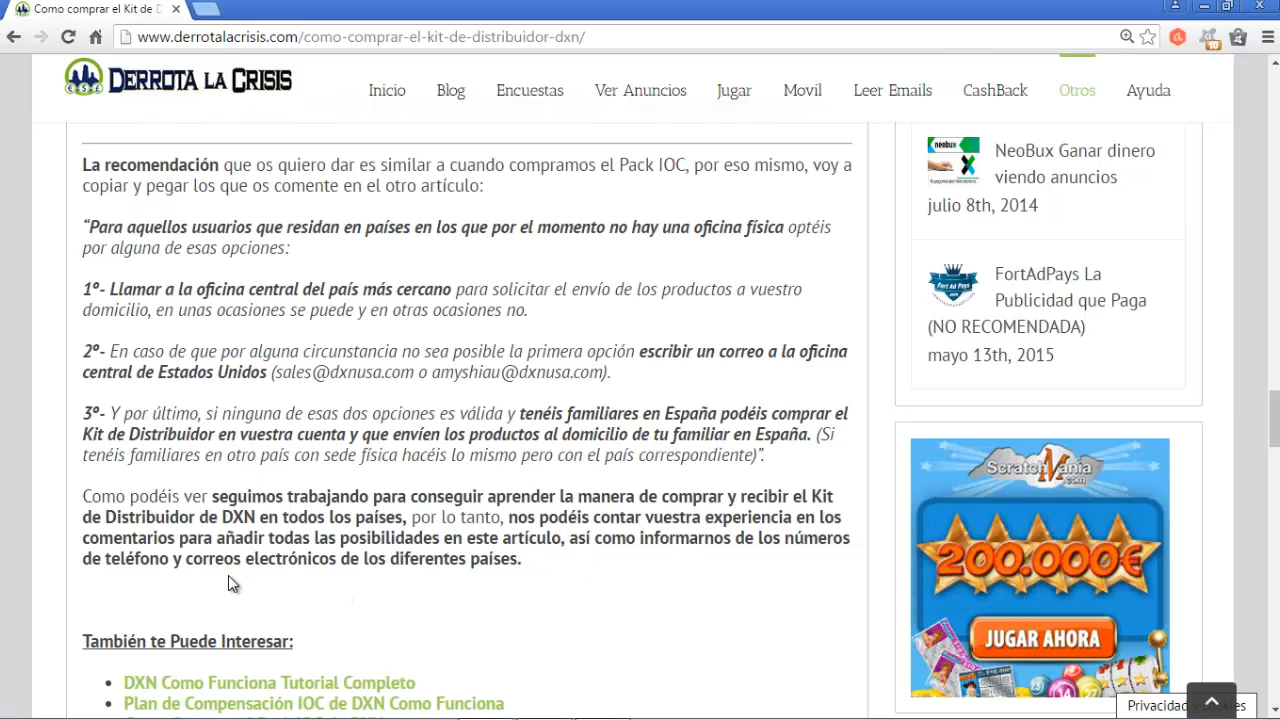 Como comprar el Kit de D
www.derrotalacrisis.com/como-comprar-el-kit-de-distribuidor-dxn/
10
DERROTA LA CRISIS
Inicio Blog Encuestas Ver Anuncios Jugar Movil Leer Emails CashBack Otros Ayuda
La recomendación que os quiero dar es similar a cuando compramos el Pack IOC, por eso mismo, voy a
copiar y pegar los que os comente en el otro artículo:
“Para aquellos usuarios que residan en países en los que por el momento no hay una oficina física optéis
por alguna de esas opciones:
1º- Llamar a la oficina central del país más cercano para solicitar el envío de los productos a vuestro
domicilio, en unas ocasiones se puede y en otras ocasiones no.
2º- En caso de que por alguna circunstancia no sea posible la primera opción escribir un correo a la oficina
central de Estados Unidos (sales@dxnusa.com o amyshiau@dxnusa.com).
3º- Y por último, si ninguna de esas dos opciones es válida y tenéis familiares en España podéis comprar el
Kit de Distribuidor en vuestra cuenta y que envíen los productos al domicilio de tu familiar en España. (Si
tenéis familiares en otro país con sede física hacéis lo mismo pero con el país correspondiente)”.
Como podéis ver seguimos trabajando para conseguir aprender la manera de comprar y recibir el Kit
de Distribuidor de DXN en todos los países, por lo tanto, nos podéis contar vuestra experiencia en los
comentarios para añadir todas las posibilidades en este artículo, así como informarnos de los números
de teléfono y correos electrónicos de los diferentes países.
También te Puede Interesar:
DXN Como Funciona Tutorial Completo
Plan de Compensación IOC de DXN Como Funciona
neobux
NeoBux Ganar dinero
viendo anuncios
julio 8th, 2014
Fort Ad Pays
FortAdPays La
Publicidad que Paga
(NO RECOMENDADA)
mayo 13th, 2015
ScratchMania
.com
200.000€
JUGAR AHORA
Privacidad y Cookies